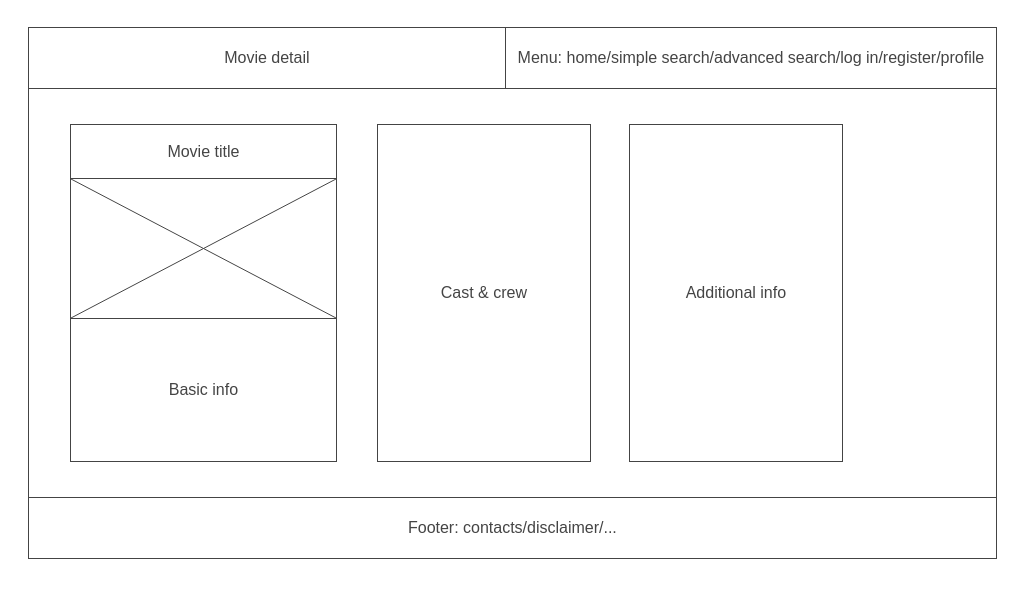 Movie detail
Menu: home/simple search/advanced search/log in/register/profile
Movie title
Basic info
Cast & crew
Additional info
Footer: contacts/disclaimer/...